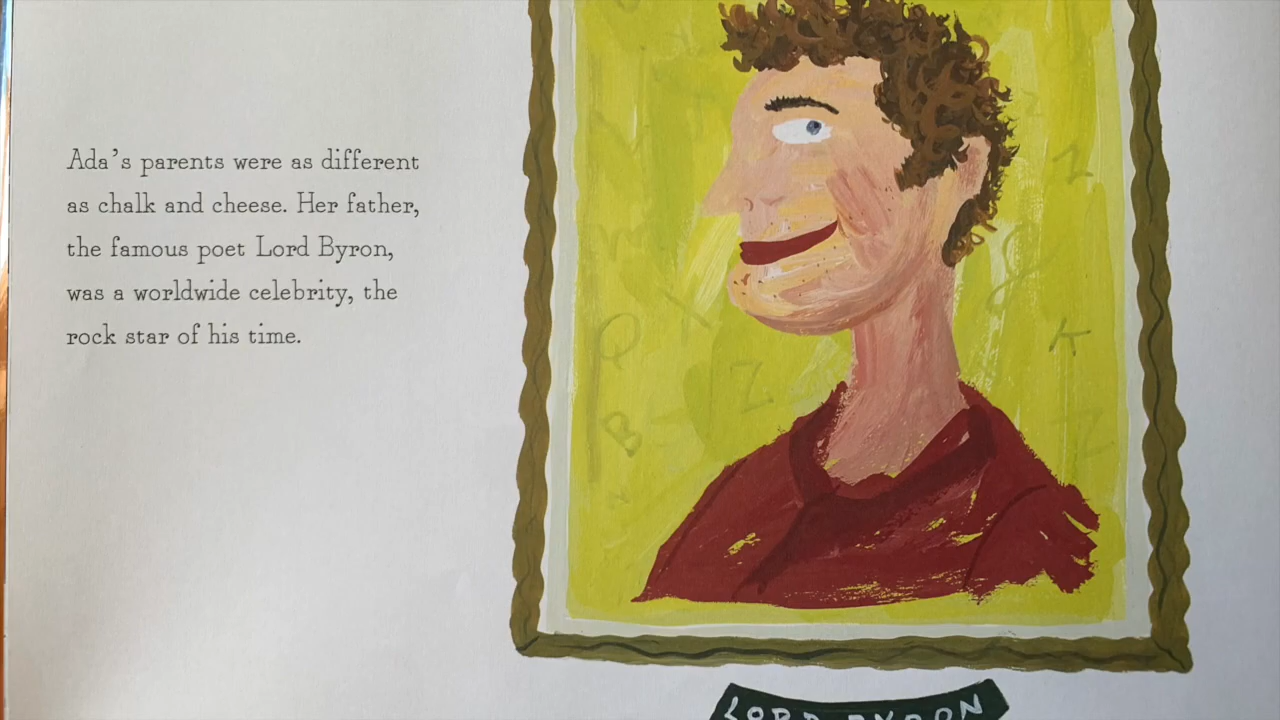 Ada's parents were as different
as chalk and cheese. Her father,
the famous poet Lord Byron,
was a worldwide celebrity, the
rock star of his time.
Z
m
X
P
K
Z
Z
B
LORD BYRON